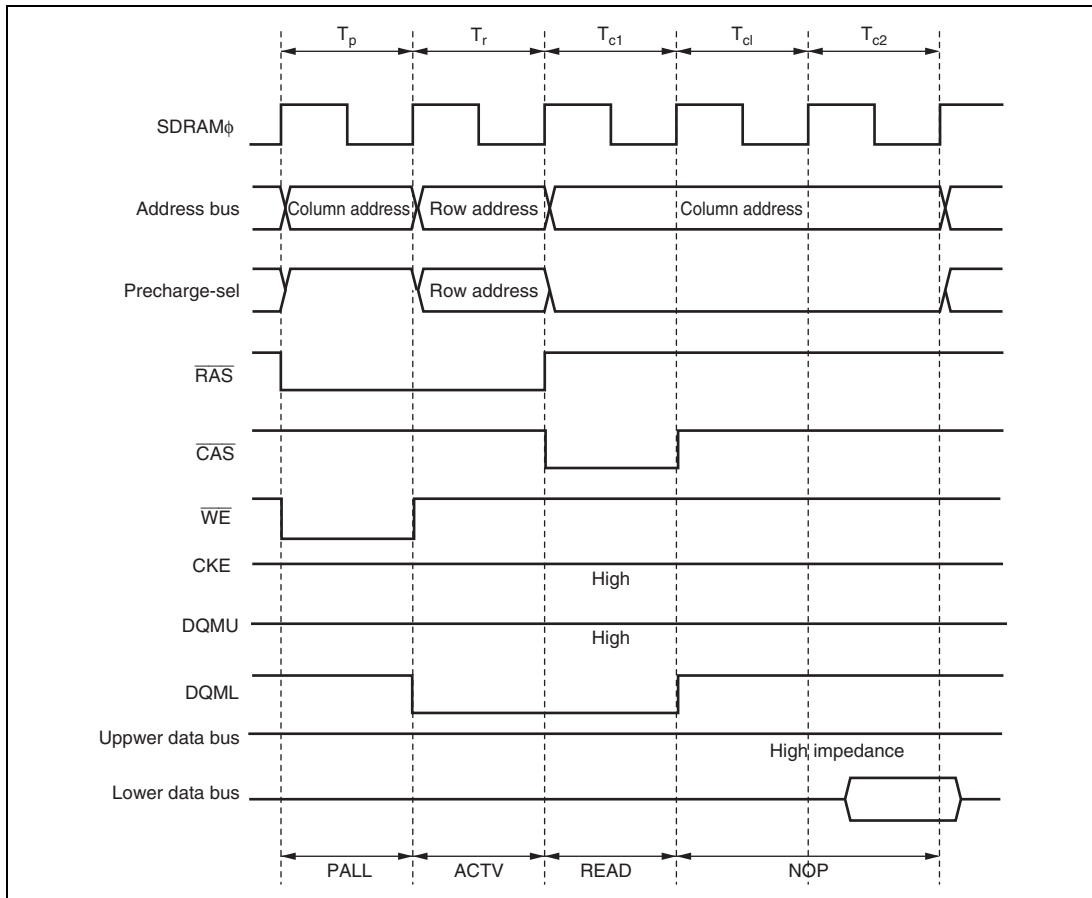 Tp Tr Tc1 Tcl Tc2
SDRAMϕ
Address bus Column address Row address Column address
Precharge-sel Row address
RAS
CAS
WE
CKE High
DQMU High
DQML
Uppwer data bus High impedance
Lower data bus
PALL ACTV READ NOP